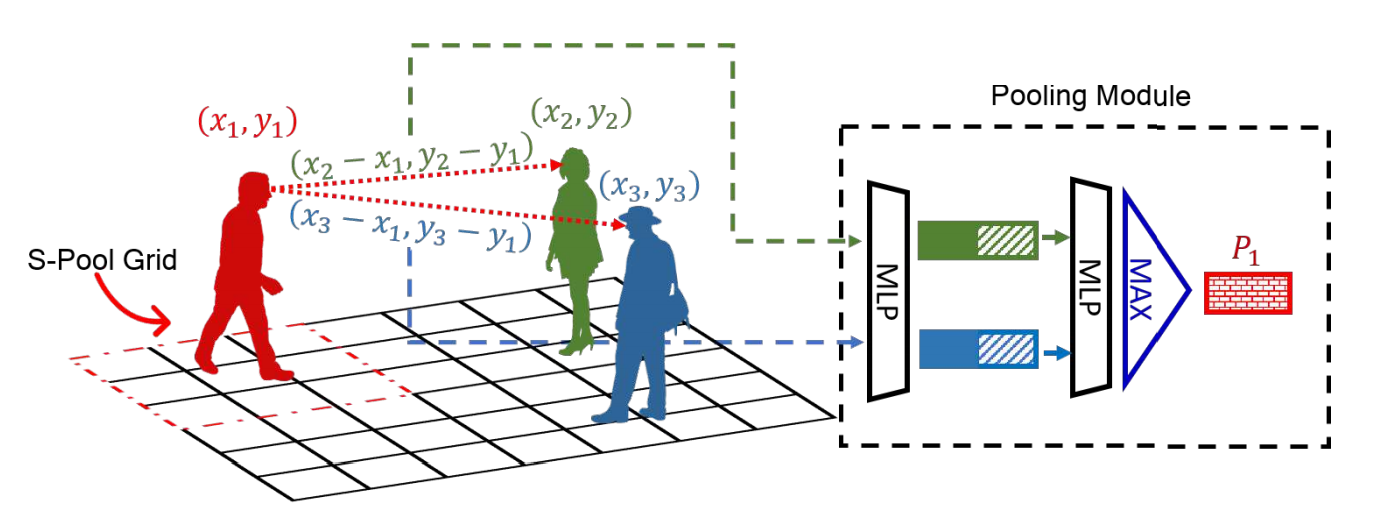 Pooling Module
(x₁, y₁)
(x₂, y₂)
(x₂ − x₁, y₂ − y₁)
(x₃, y₃)
(x₃ − x₁, y₃ − y₁)
S-Pool Grid
MLP
MLP
MAX
P₁